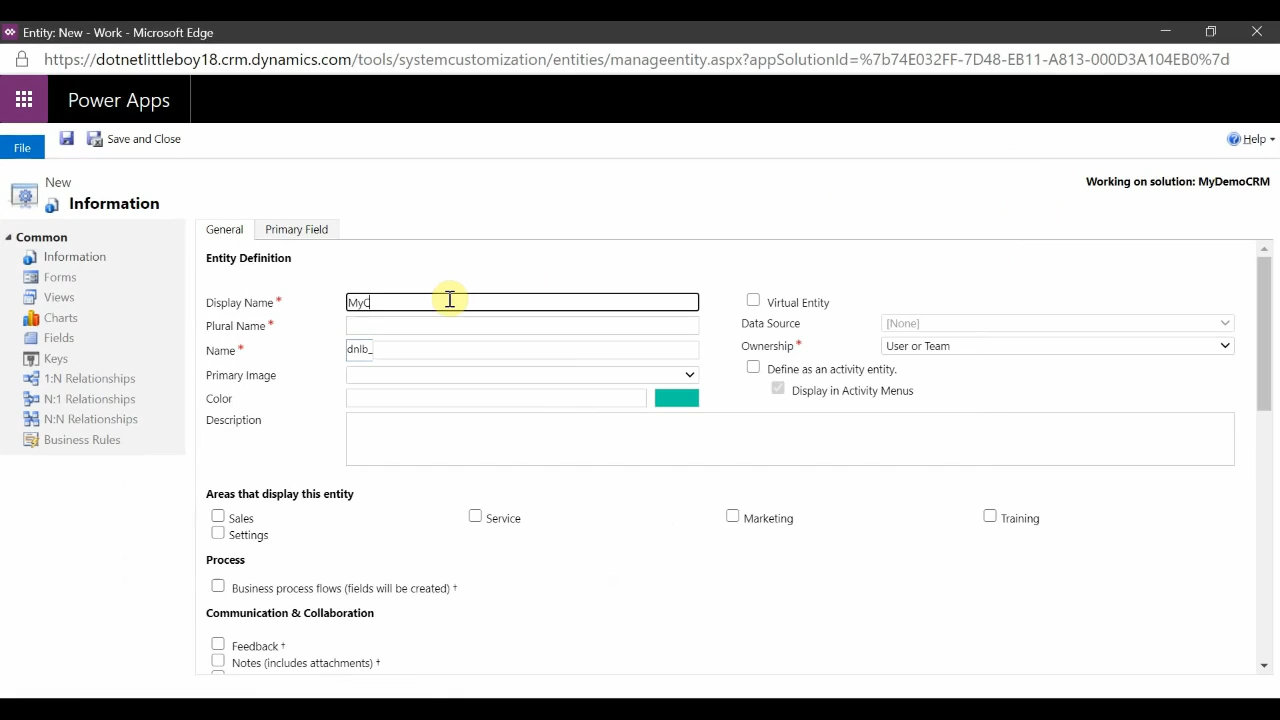 Entity: New - Work - Microsoft Edge
https://dotnetlittleboy18.crm.dynamics.com/tools/systemcustomization/entities/manageentity.aspx?appSolutionId=%7b74E032FF-7D48-EB11-A813-000D3A104EB0%7d
Power Apps
File
Save and Close
Help
New
Information
Working on solution: MyDemoCRM
Common
Information
Forms
Views
Charts
Fields
Keys
1:N Relationships
N:1 Relationships
N:N Relationships
Business Rules
General Primary Field
Entity Definition
Display Name * MyC
Plural Name *
Name * dnlb_
Primary Image
Color
Description
Virtual Entity
Data Source [None]
Ownership * User or Team
Define as an activity entity.
Display in Activity Menus
Areas that display this entity
Sales Service Marketing Training
Settings
Process
Business process flows (fields will be created) †
Communication & Collaboration
Feedback †
Notes (includes attachments) †